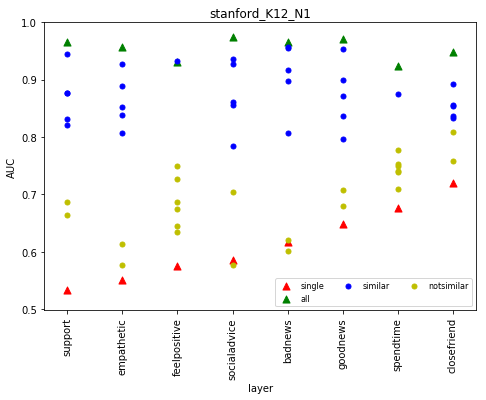 stanford_K12_N1
1.0
0.9
0.8
0.7
0.6
0.5
AUC
single
similar
notsimilar
all
support
empathetic
feelpositive
socialadvice
badnews
goodnews
spendtime
closefriend
layer